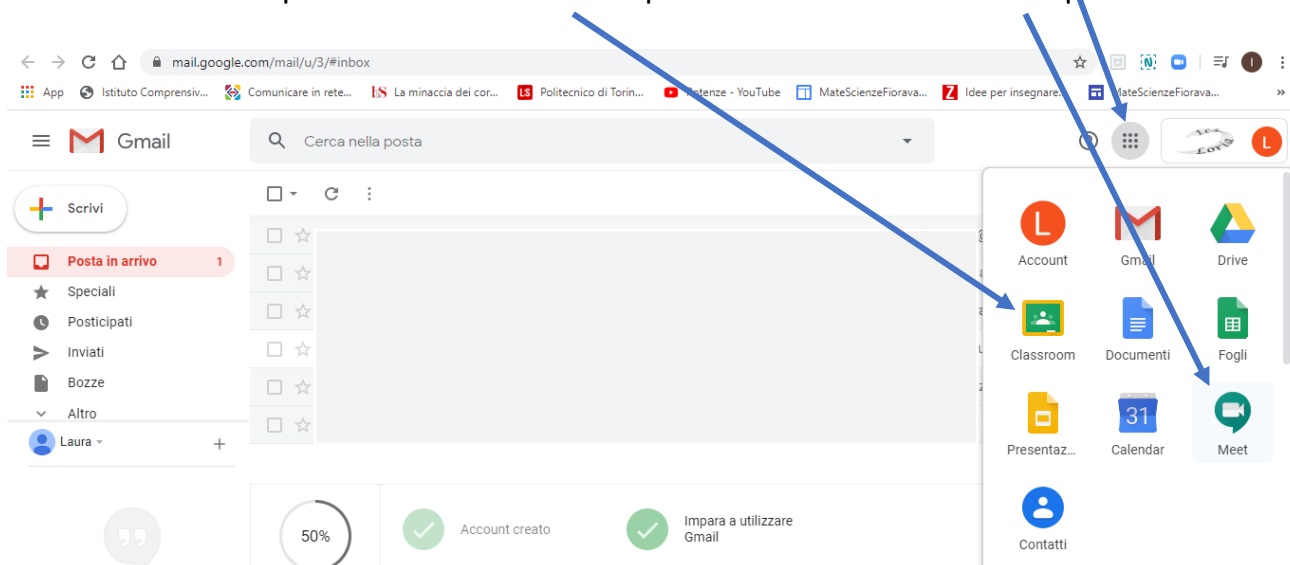 mail.google.com/mail/u/3/#inbox
App Istituto Comprensiv... Comunicare in rete... La minaccia dei cor... Politecnico di Torin... Potenze - YouTube MateScienzeFiorava... Idee per insegnare... MateScienzeFiorava... »
Gmail
Cerca nella posta
L
Scrivi
Posta in arrivo 1
Speciali
Posticipati
Inviati
Bozze
Altro
Laura
L
Account Gmail Drive
Classroom Documenti Fogli
31
Presentaz... Calendar Meet
Contatti
50%
Account creato
Impara a utilizzare
Gmail